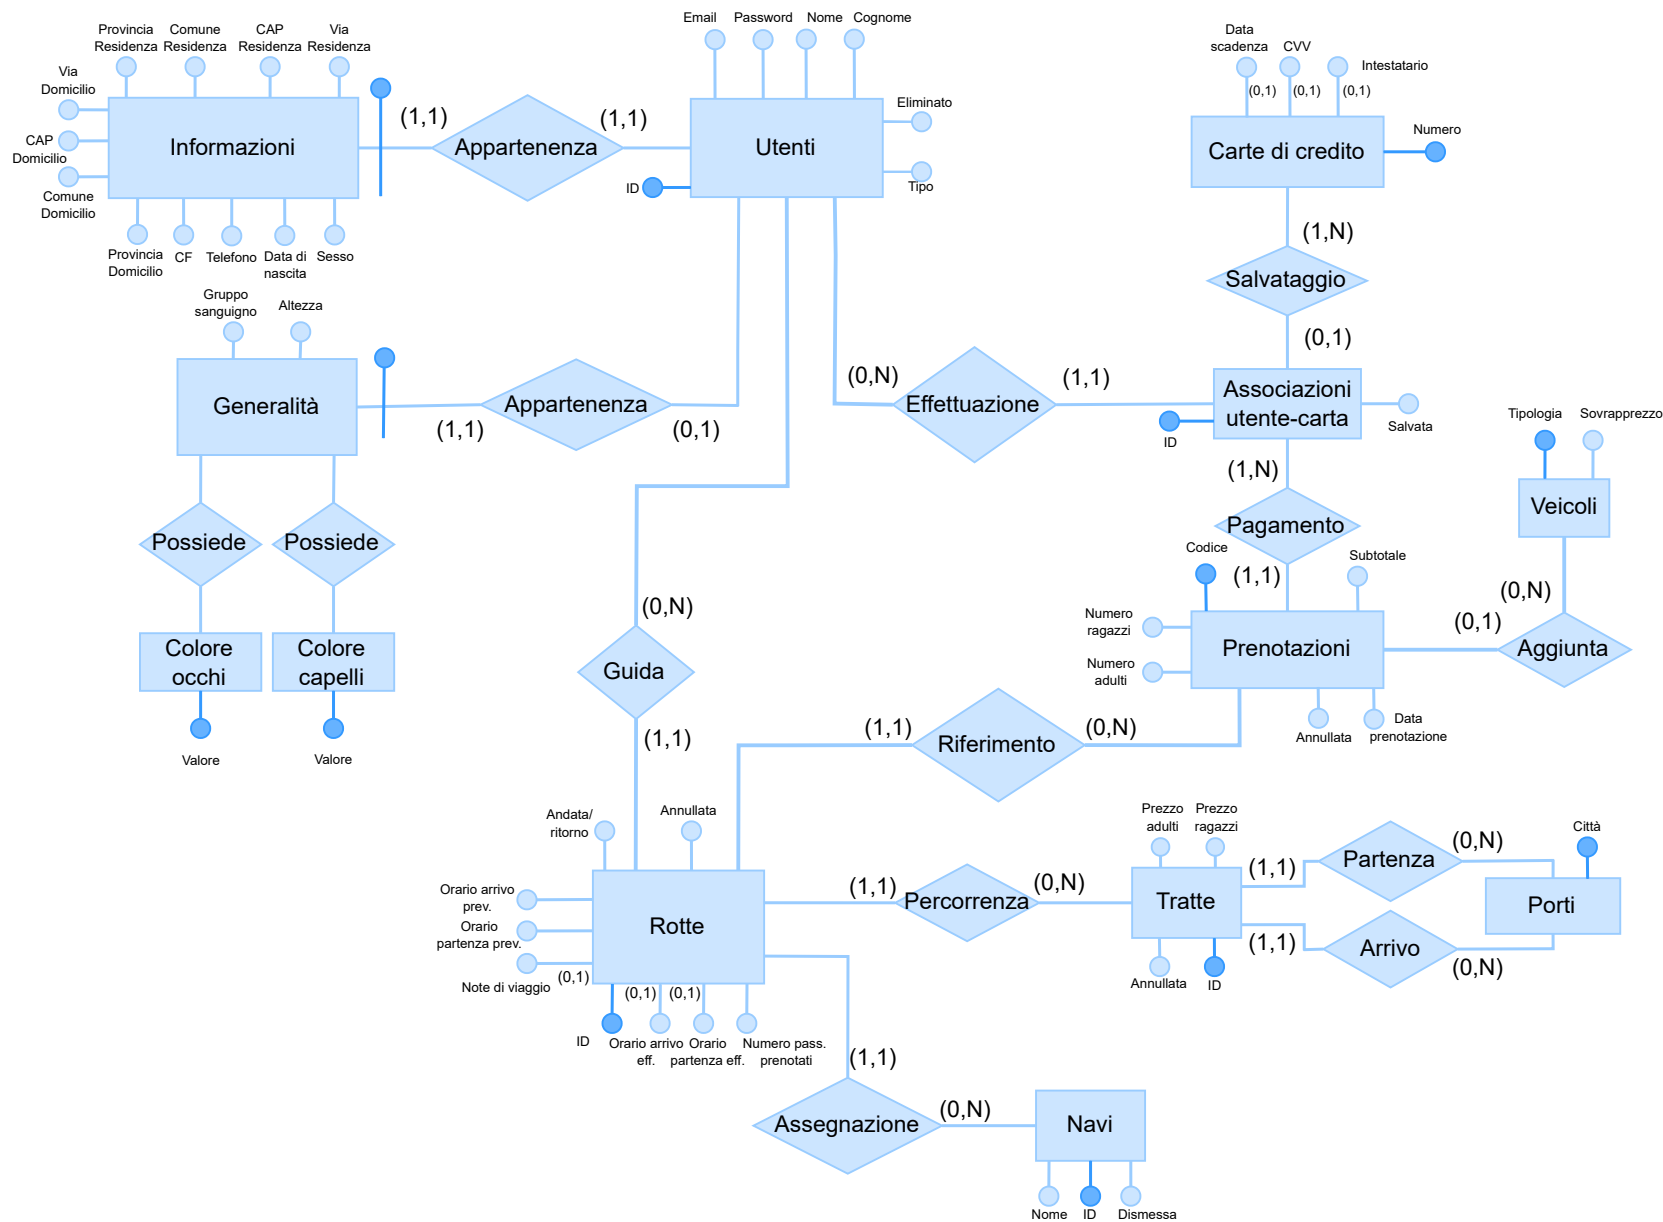 Email
Password
Nome
Cognome
Provincia
Residenza
Comune
Residenza
CAP
Residenza
Via
Residenza
Via
Domicilio
CAP
Domicilio
Comune
Domicilio
Informazioni
(1,1)
Appartenenza
(1,1)
Utenti
Eliminato
Tipo
ID
Data
scadenza
(0,1)
CVV
(0,1)
Intestatario
(0,1)
Carte di credito
Numero
Provincia
Domicilio
CF
Telefono
Data di
nascita
Sesso
(1,N)
Salvataggio
(0,1)
Gruppo
sanguigno
Altezza
Generalità
(1,1)
Appartenenza
(0,1)
(0,N)
Effettuazione
(1,1)
Associazioni
utente-carta
ID
Salvata
Tipologia
Sovrapprezzo
Veicoli
(1,N)
Pagamento
(1,1)
Possiede
Possiede
Colore
occhi
Colore
capelli
Valore
Valore
(0,N)
Guida
(1,1)
Codice
Subtotale
Numero
ragazzi
Numero
adulti
Prenotazioni
(0,1)
(0,N)
Aggiunta
Annullata
Data
prenotazione
(1,1)
Riferimento
(0,N)
Andata/
ritorno
Annullata
Orario arrivo
prev.
Orario
partenza prev.
Note di viaggio
(0,1)
Rotte
ID
(0,1)
Orario arrivo
eff.
(0,1)
Orario
partenza eff.
Numero pass.
prenotati
(1,1)
Percorrenza
(0,N)
Prezzo
adulti
Prezzo
ragazzi
Tratte
Annullata
ID
(1,1)
Partenza
(0,N)
(1,1)
Arrivo
(0,N)
Città
Porti
(1,1)
Assegnazione
(0,N)
Navi
Nome
ID
Dismessa